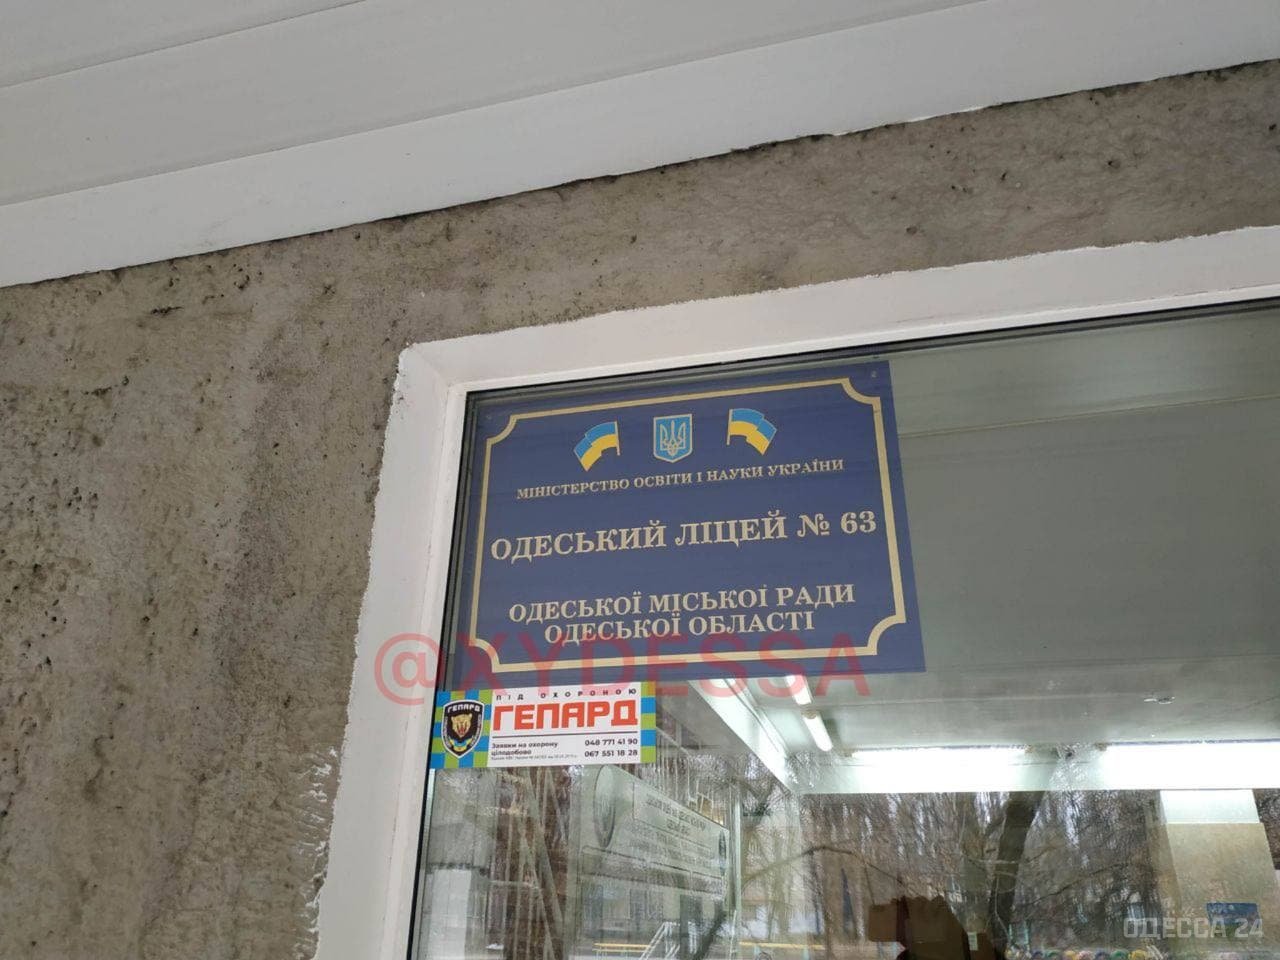 МІНІСТЕРСТВО ОСВІТИ І НАУКИ УКРАЇНИ
ОДЕСЬКИЙ ЛІЦЕЙ № 63
ОДЕСЬКОЇ МІСЬКОЇ РАДИ
ОДЕСЬКОЇ ОБЛАСТІ
@XYDESSA
ПІД ОХОРОНОЮ
ГЕПАРД
ГЕПАРД
Заявки на охорону
цілодобово
048 771 41 90
067 551 18 28
ОДЕССА 24